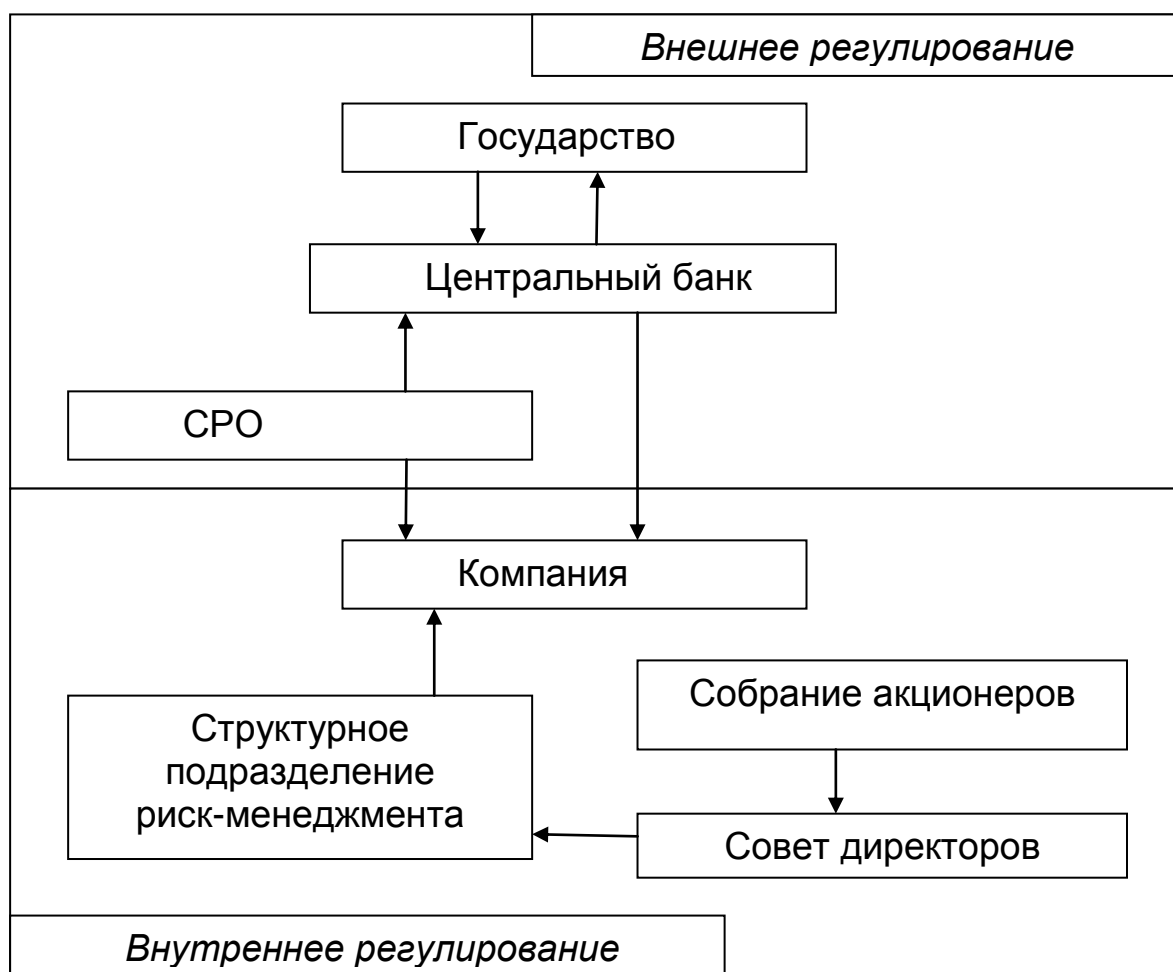 Внешнее регулирование
Государство
Центральный банк
СРО
Компания
Собрание акционеров
Структурное
подразделение
риск-менеджмента
Совет директоров
Внутреннее регулирование